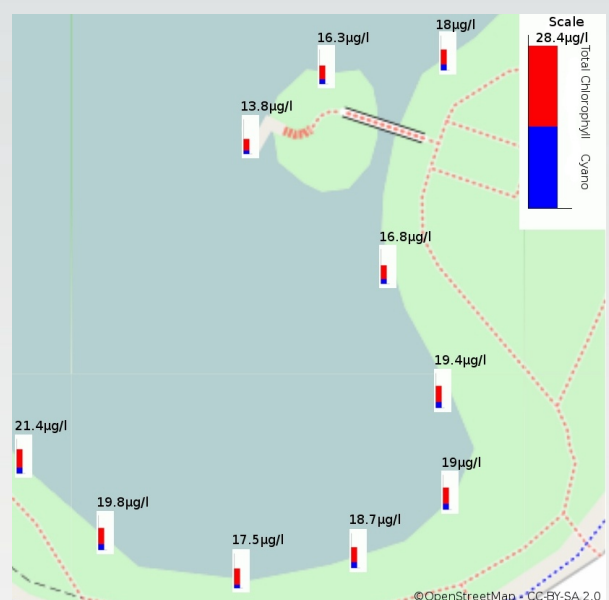 18µg/l
Scale
28.4µg/l
16.3µg/l
Total Chlorophyll
Cyano
13.8µg/l
16.8µg/l
19.4µg/l
21.4µg/l
19µg/l
19.8µg/l
18.7µg/l
17.5µg/l
©OpenStreetMap - CC-BY-SA 2.0